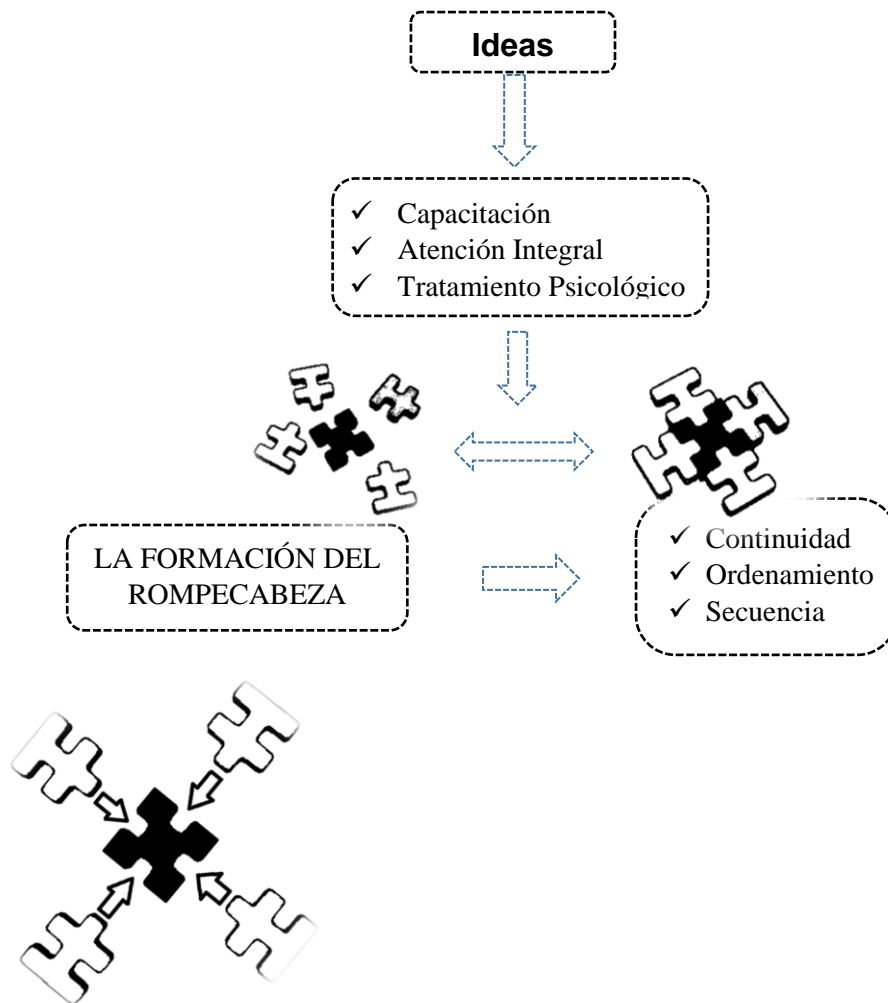 Ideas
✓ Capacitación
✓ Atención Integral
✓ Tratamiento Psicológico
LA FORMACIÓN DEL
ROMPECABEZA
✓ Continuidad
✓ Ordenamiento
✓ Secuencia